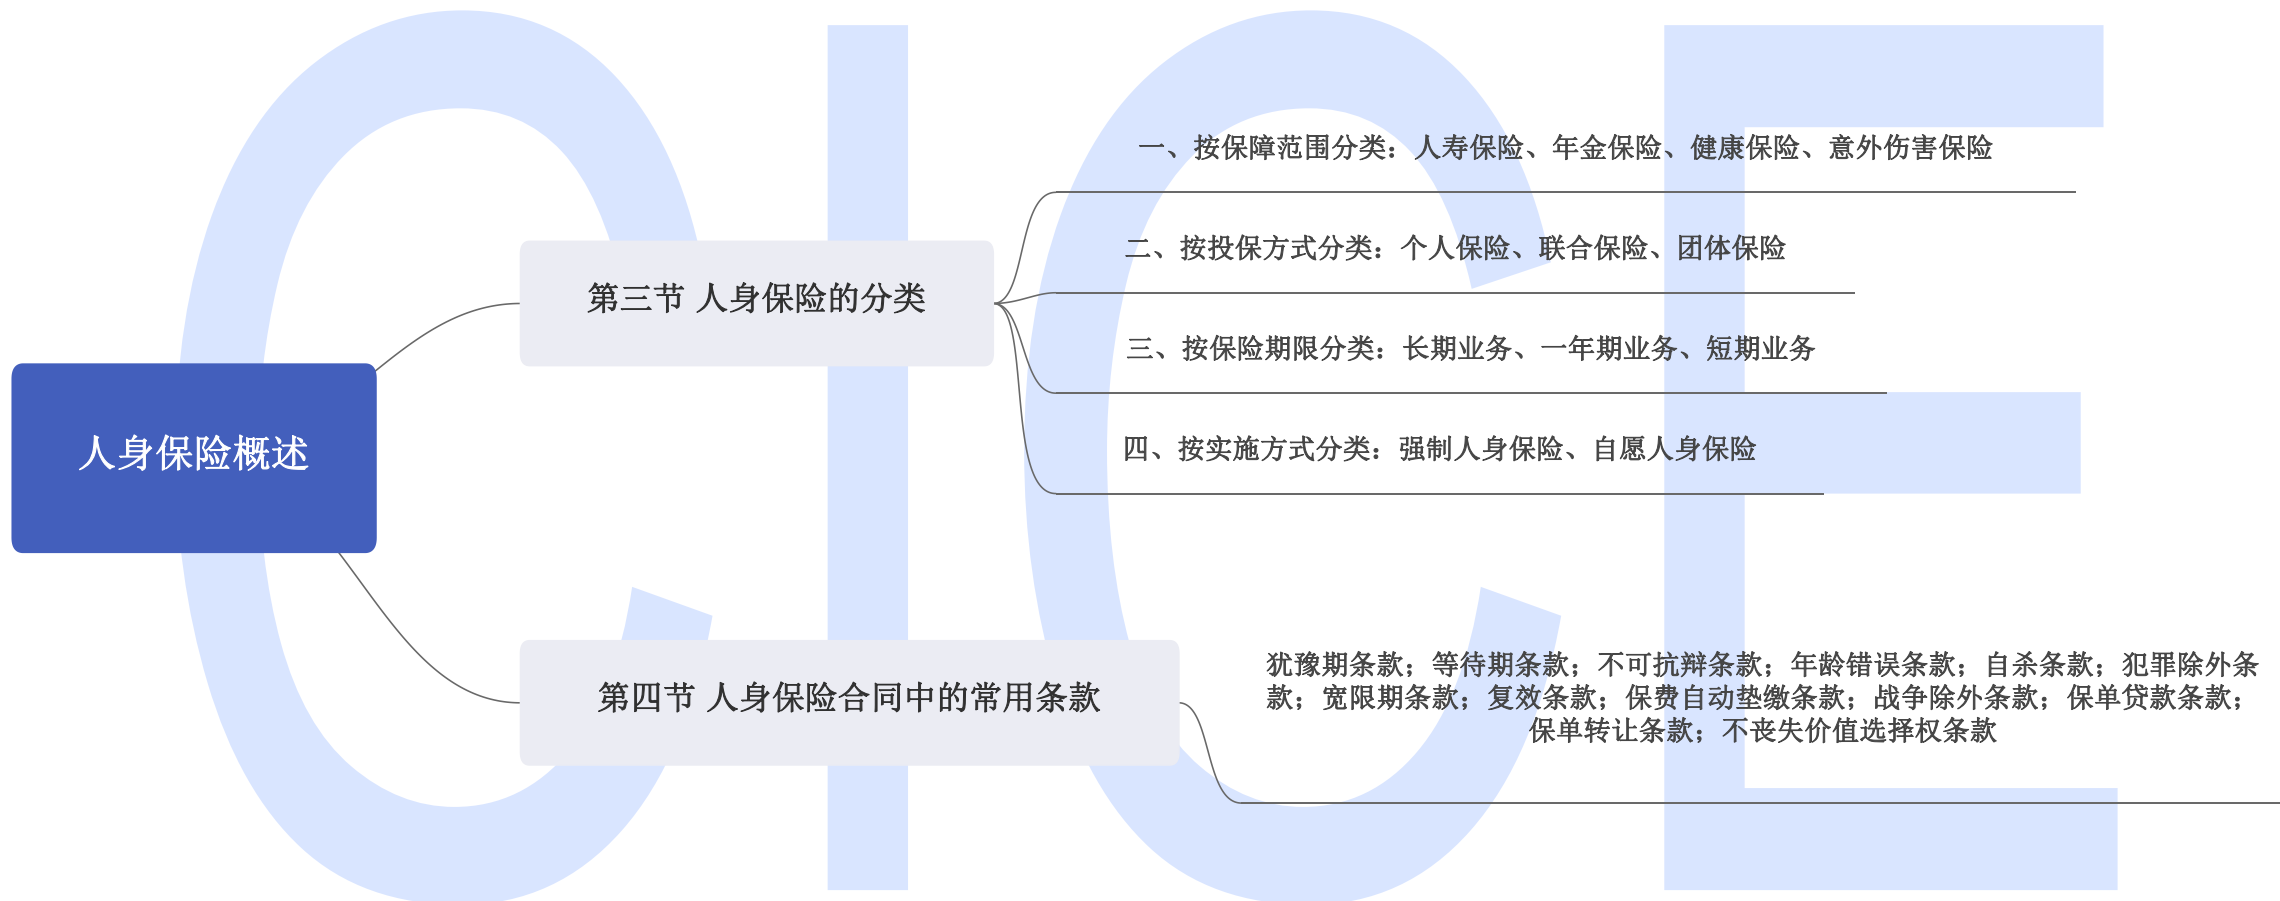 CICE
人身保险概述
第三节 人身保险的分类
一、按保障范围分类：人寿保险、年金保险、健康保险、意外伤害保险
二、按投保方式分类：个人保险、联合保险、团体保险
三、按保险期限分类：长期业务、一年期业务、短期业务
四、按实施方式分类：强制人身保险、自愿人身保险
第四节 人身保险合同中的常用条款
犹豫期条款；等待期条款；不可抗辩条款；年龄错误条款；自杀条款；犯罪除外条
款；宽限期条款；复效条款；保费自动垫缴条款；战争除外条款；保单贷款条款；
保单转让条款；不丧失价值选择权条款